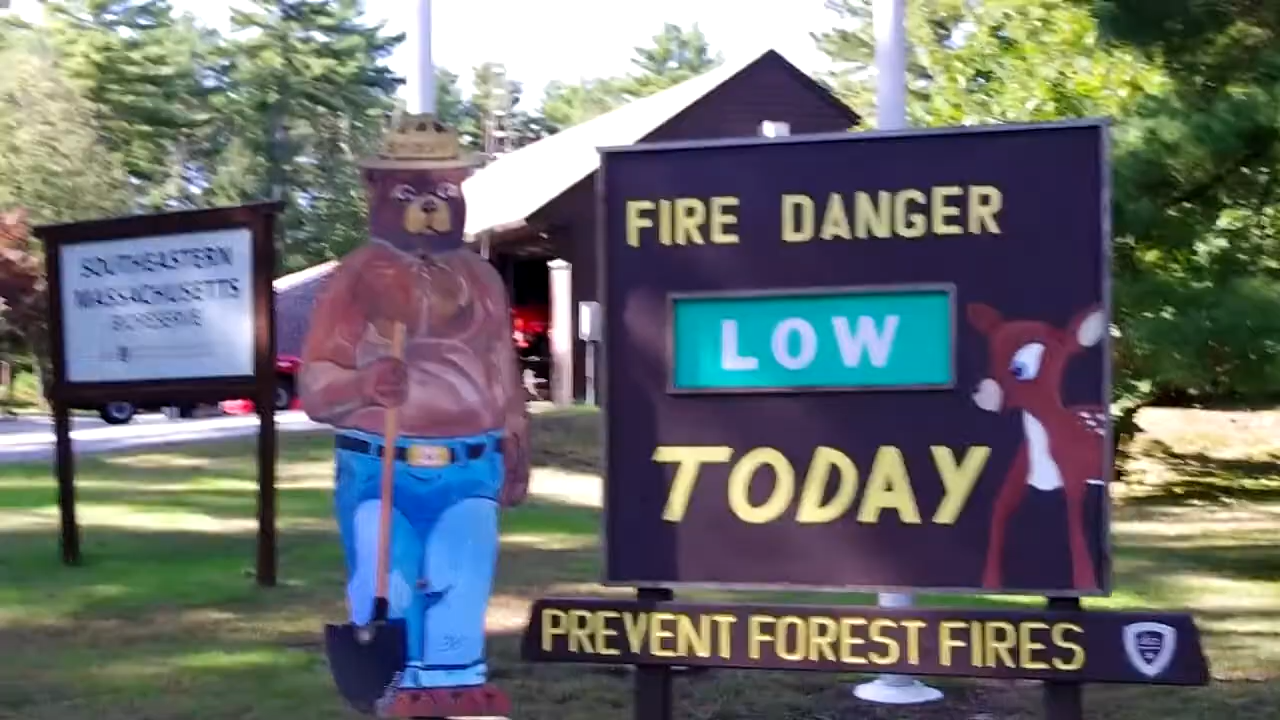 SOUTHEASTERN
MASSACHUSETTS
BIORESERVE
FIRE DANGER
LOW
TODAY
PREVENT FOREST FIRES